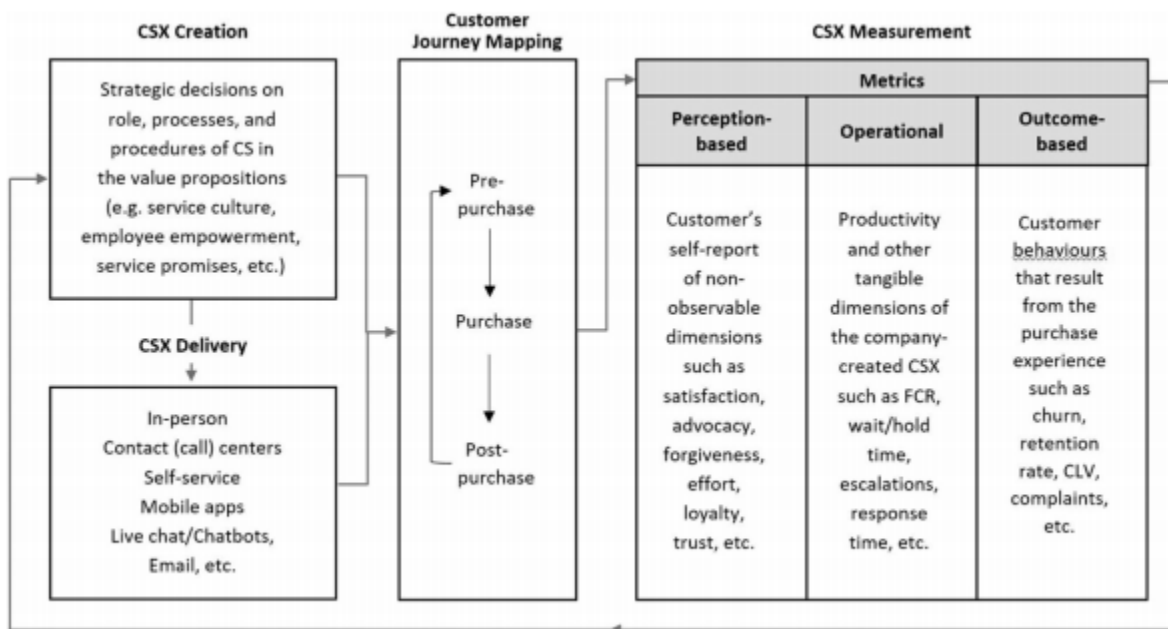 CSX Creation
Strategic decisions on
role, processes, and
procedures of CS in
the value propositions
(e.g. service culture,
employee empowerment,
service promises, etc.)
CSX Delivery
In-person
Contact (call) centers
Self-service
Mobile apps
Live chat/Chatbots,
Email, etc.
Customer
Journey Mapping
Pre-
purchase
Purchase
Post-
purchase
CSX Measurement
Metrics
Perception-
based
Customer's
self-report
of non-
observable
dimensions
such as
satisfaction,
advocacy,
forgiveness,
effort,
loyalty,
trust, etc.
Operational
Productivity
and other
tangible
dimensions of
the company-
created CSX
such as FCR,
wait/hold
time,
escalations,
response
time, etc.
Outcome-
based
Customer
behaviours
that result
from the
purchase
experience
such as
churn,
retention
rate, CLV,
complaints,
etc.